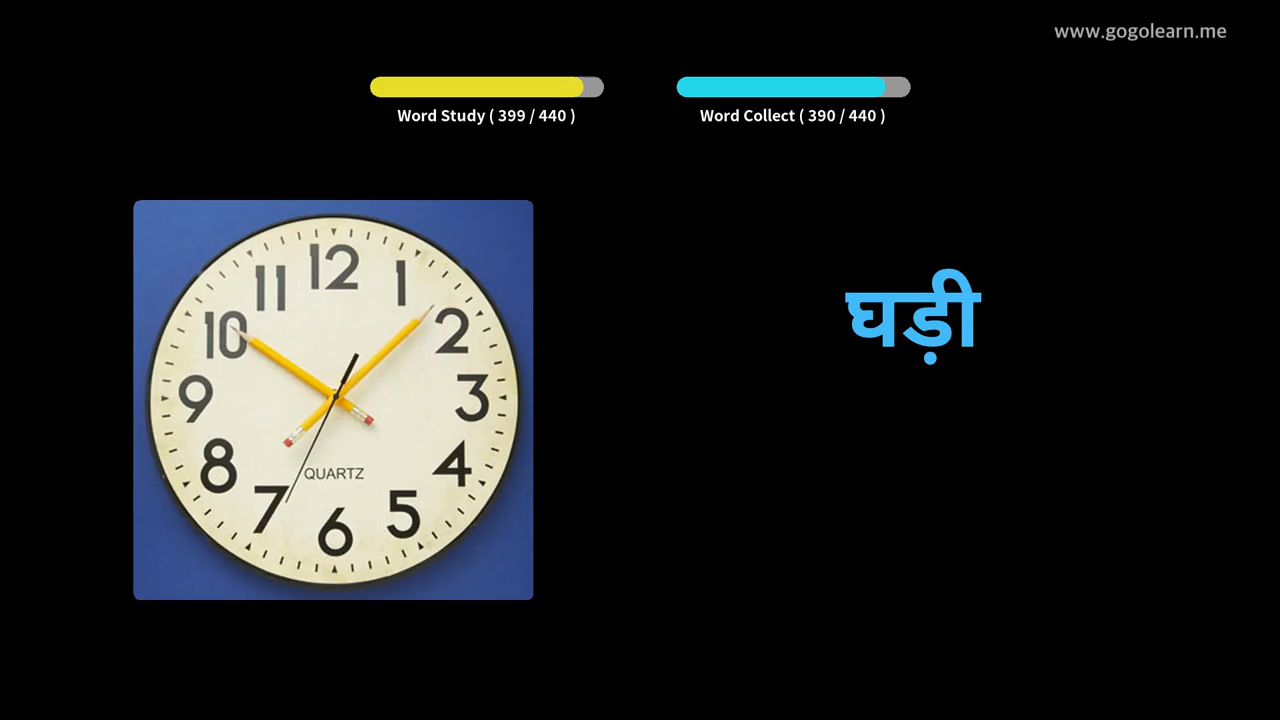 www.gogolearn.me
Word Study ( 399 / 440 )
Word Collect ( 390 / 440 )
12
1
2
3
4
5
6
7
8
9
10
11
QUARTZ
घड़ी